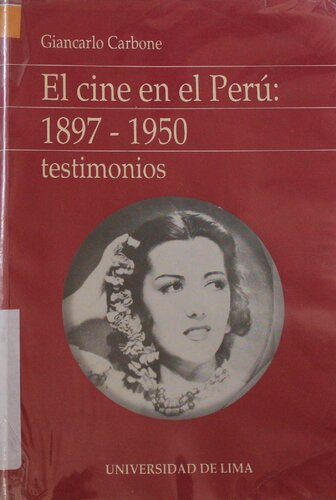 Giancarlo Carbone
El cine en el Perú:
1897 - 1950
testimonios
UNIVERSIDAD DE LIMA